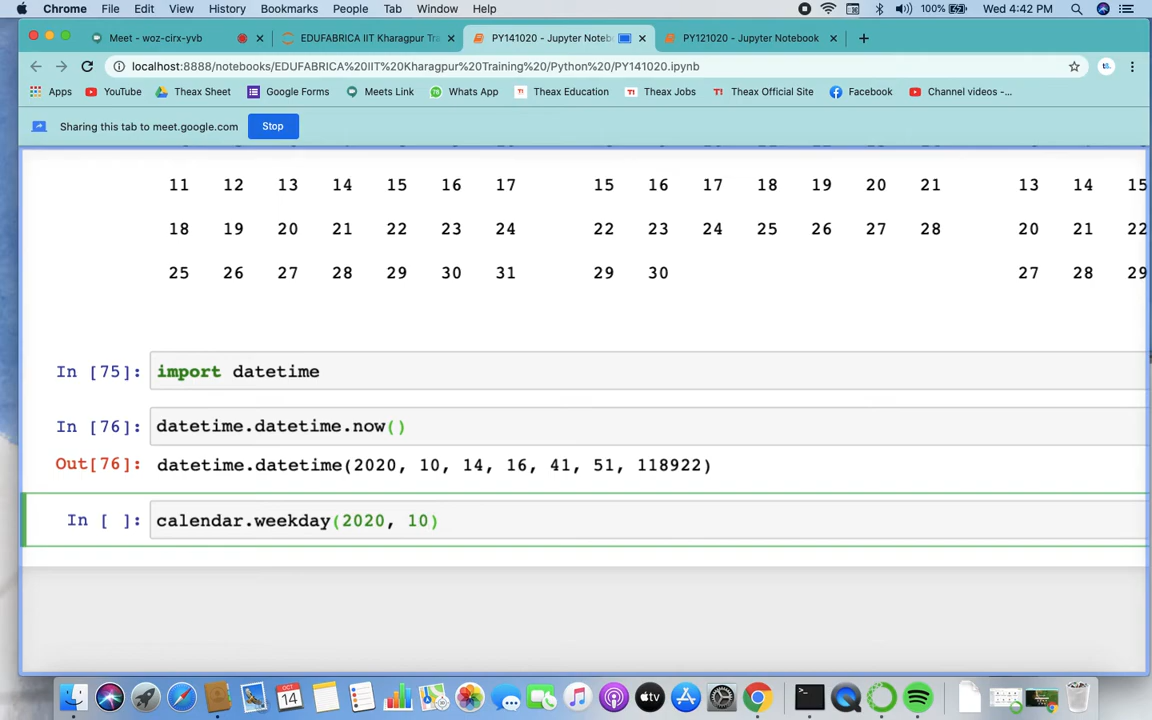 Chrome File Edit View History Bookmarks People Tab Window Help 100% Wed 4:42 PM
Meet - woz-cirx-yvb EDUFABRICA IIT Kharagpur Tra PY141020 - Jupyter Noteb PY121020 - Jupyter Notebook
localhost:8888/notebooks/EDUFABRICA%20IIT%20Kharagpur%20Training%20/Python%20/PY141020.ipynb
Apps YouTube Theax Sheet Google Forms Meets Link Whats App Theax Education Theax Jobs Theax Official Site Facebook Channel videos -...
Sharing this tab to meet.google.com Stop
11 12 13 14 15 16 17 15 16 17 18 19 20 21 13 14 15
18 19 20 21 22 23 24 22 23 24 25 26 27 28 20 21 22
25 26 27 28 29 30 31 29 30 27 28 29
In [75]: import datetime
In [76]: datetime.datetime.now()
Out[76]: datetime.datetime(2020, 10, 14, 16, 41, 51, 118922)
In [ ]: calendar.weekday(2020, 10)
OCT
14